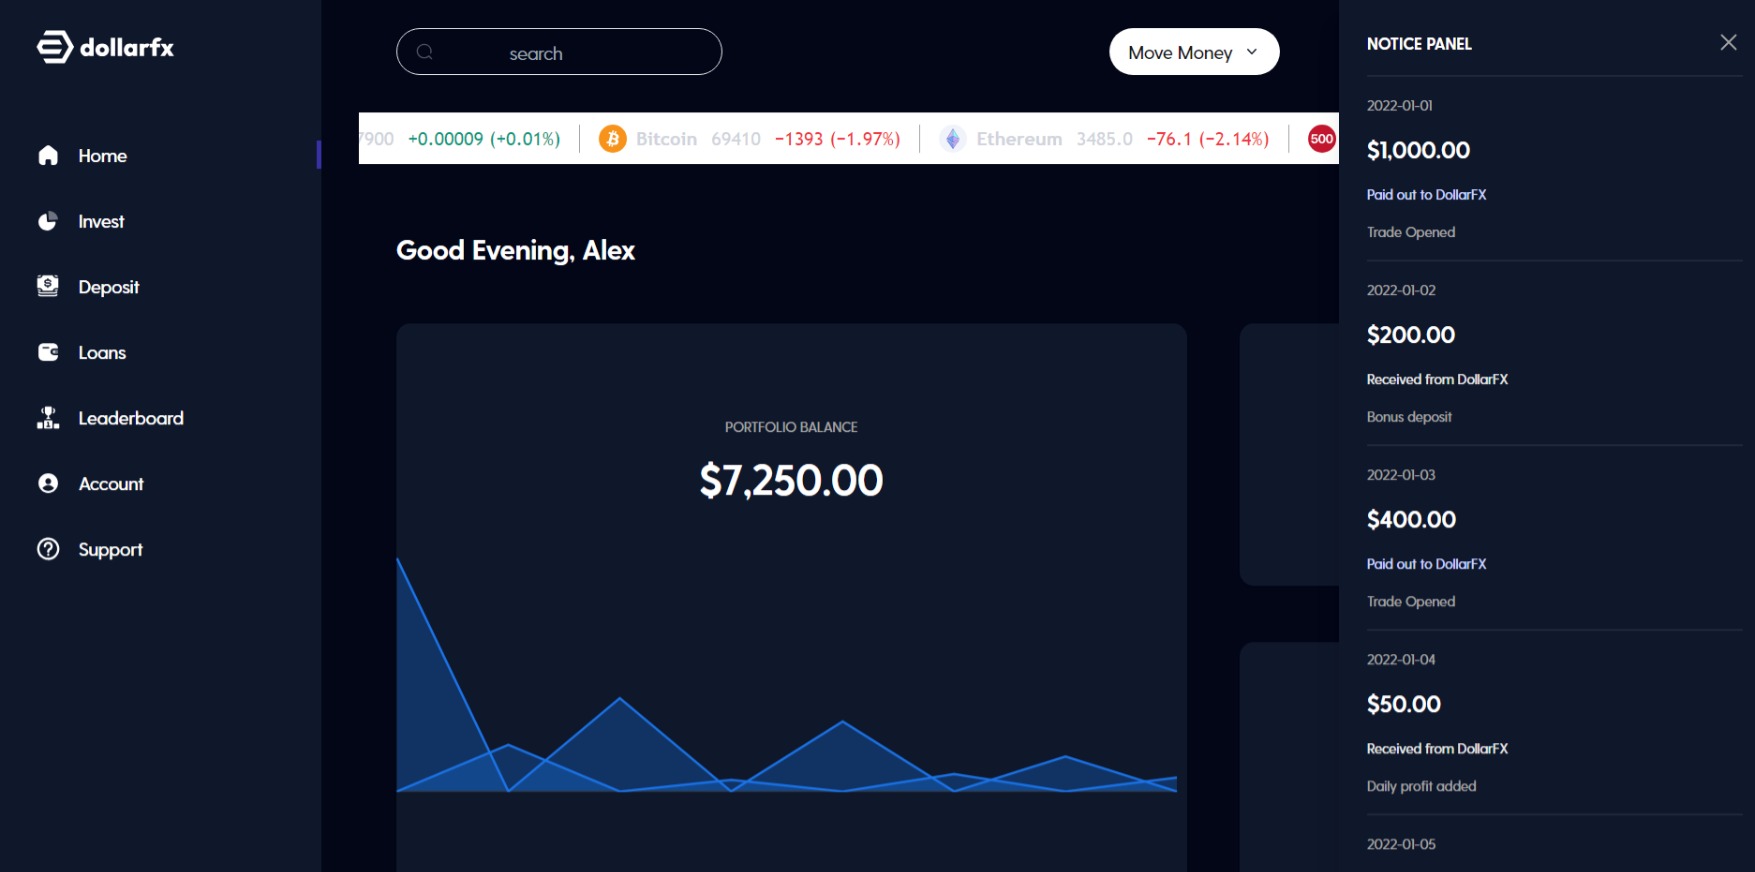 dollarfx
Home
Invest
Deposit
Loans
Leaderboard
Account
Support
search
Move Money
7900 +0.00009 (+0.01%) Bitcoin 69410 −1393 (−1.97%) Ethereum 3485.0 −76.1 (−2.14%) 500
Good Evening, Alex
PORTFOLIO BALANCE
$7,250.00
NOTICE PANEL
2022-01-01
$1,000.00
Paid out to DollarFX
Trade Opened
2022-01-02
$200.00
Received from DollarFX
Bonus deposit
2022-01-03
$400.00
Paid out to DollarFX
Trade Opened
2022-01-04
$50.00
Received from DollarFX
Daily profit added
2022-01-05